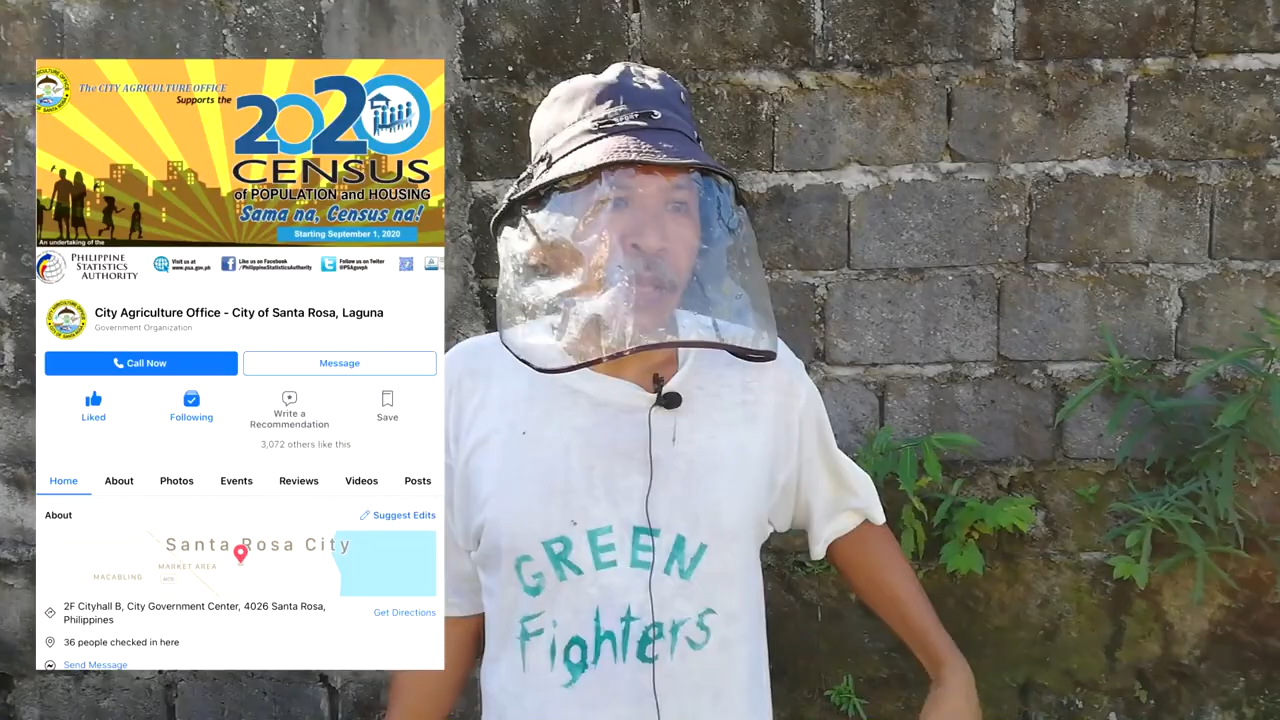 The CITY AGRICULTURE OFFICE
Supports the
2020
CENSUS
of POPULATION and HOUSING
Sama na, Census na!
Starting September 1, 2020
An undertaking of the
PHILIPPINE
STATISTICS
AUTHORITY
Visit us at
www.psa.gov.ph
Like us on Facebook
/PhilippineStatisticsAuthority
Follow us on Twitter
@PSAgovph
City Agriculture Office - City of Santa Rosa, Laguna
Government Organization
Call Now
Message
Liked
Following
Write a
Recommendation
Save
3,072 others like this
Home About Photos Events Reviews Videos Posts
About
Suggest Edits
Santa Rosa City
MARKET AREA
MACABLING
2F Cityhall B, City Government Center, 4026 Santa Rosa,
Philippines
Get Directions
36 people checked in here
Send Message
SPORT
GREEN
Fighters